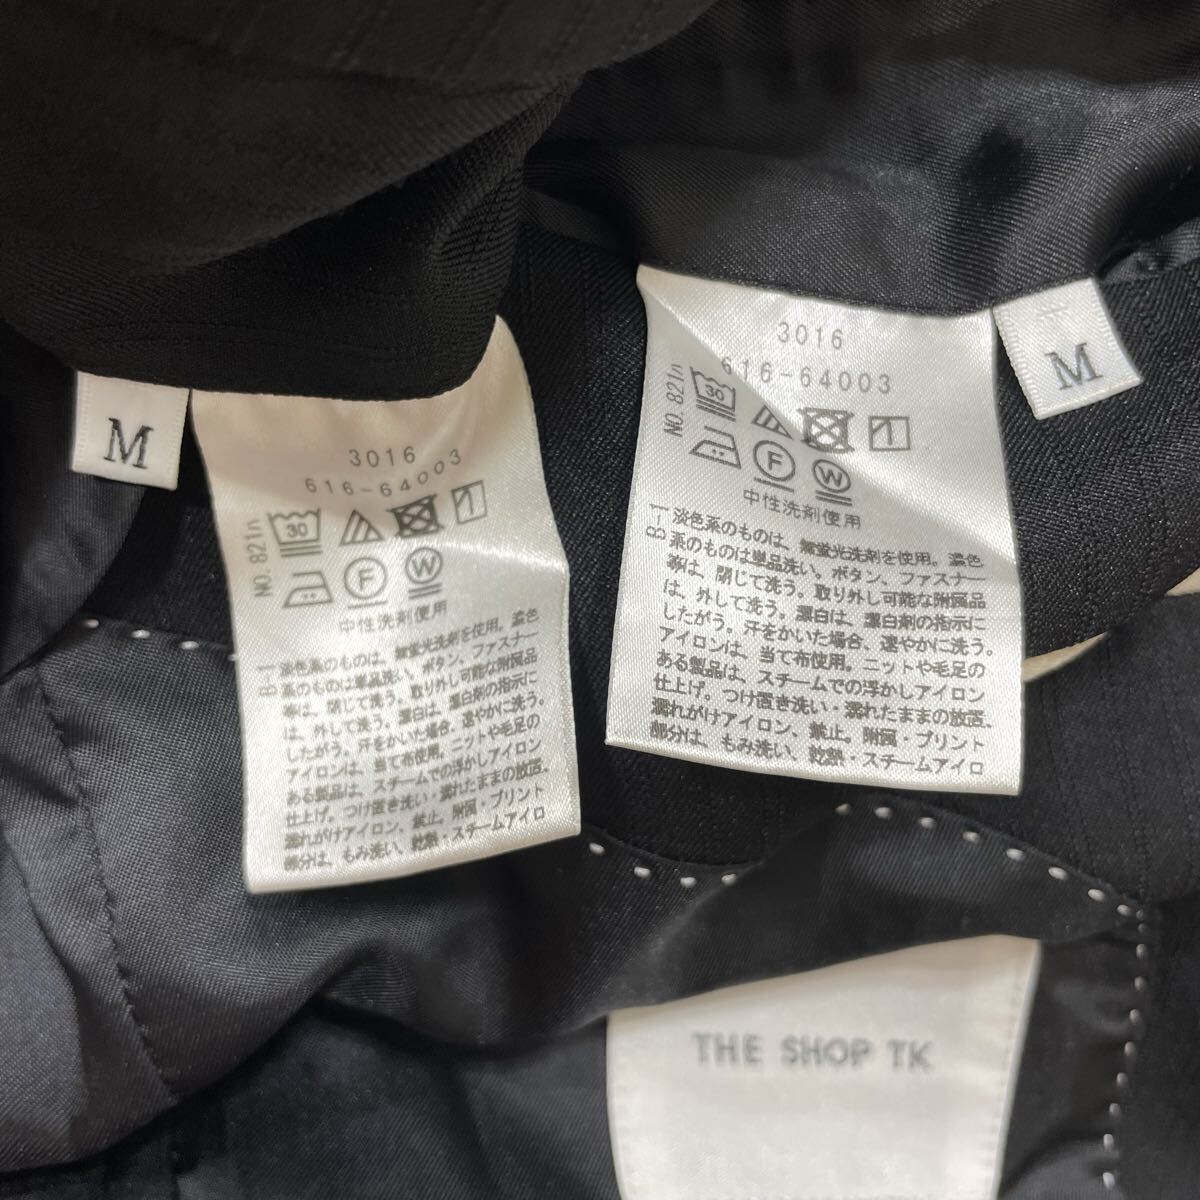 M
3016
616-64003
NO. 821ハ
30
F
W
中性洗剤使用
B-1 淡色系のものは、無蛍光洗剤を使用。濃色
系のものは単品洗い。ボタン、ファスナー
等は、閉じて洗う。取り外し可能な附属品
は、外して洗う。漂白は、漂白剤の指示に
したがう。汗をかいた場合、速やかに洗う。
アイロンは、当て布使用。ニットや毛足の
ある製品は、スチームでの浮かしアイロン
仕上げ。つけ置き洗い・濡れたままの放置、
濡れがけアイロン、禁止。附図・プリント
部分は、もみ洗い、乾熱・スチームアイロ
M
3016
616-64003
NO. 821ハ
30
F
W
中性洗剤使用
B-1 淡色系のものは、無蛍光洗剤を使用。濃色
系のものは単品洗い。ボタン、ファスナー
等は、閉じて洗う。取り外し可能な附属品
は、外して洗う。漂白は、漂白剤の指示に
したがう。汗をかいた場合、速やかに洗う。
アイロンは、当て布使用。ニットや毛足の
ある製品は、スチームでの浮かしアイロン
仕上げ。つけ置き洗い・濡れたままの放置、
濡れがけアイロン、禁止。附図・プリント
部分は、もみ洗い、乾熱・スチームアイロ
THE SHOP TK